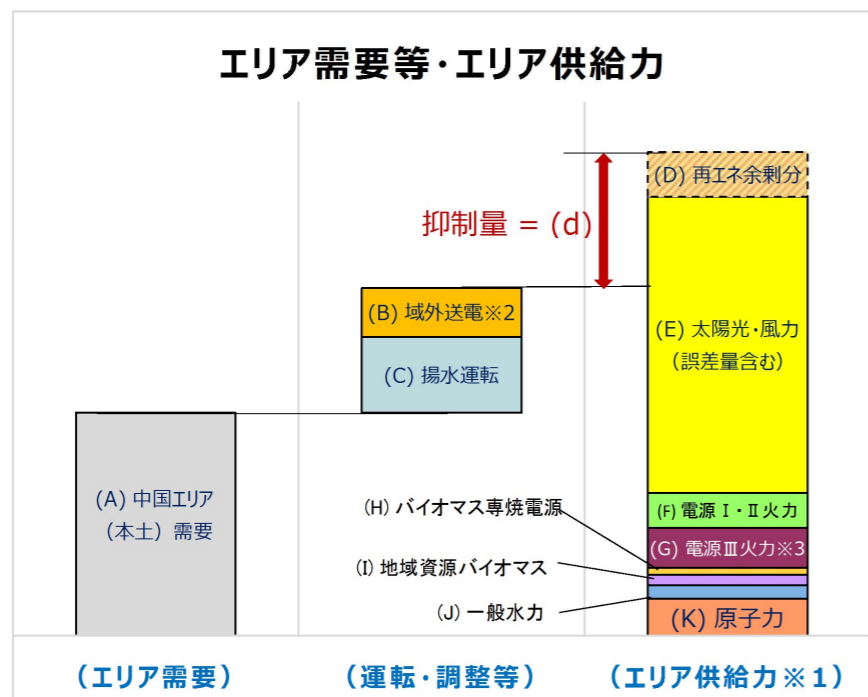 エリア需要等・エリア供給力
(D) 再エネ余剰分
抑制量 = (d)
(B) 域外送電※2
(C) 揚水運転
(E) 太陽光・風力
(誤差量含む)
(A) 中国エリア
(本土) 需要
(H) バイオマス専焼電源
(F) 電源Ⅰ・Ⅱ火力
(G) 電源Ⅲ火力※3
(I) 地域資源バイオマス
(J) 一般水力
(K) 原子力
(エリア需要)
(運転・調整等)
(エリア供給力※1)